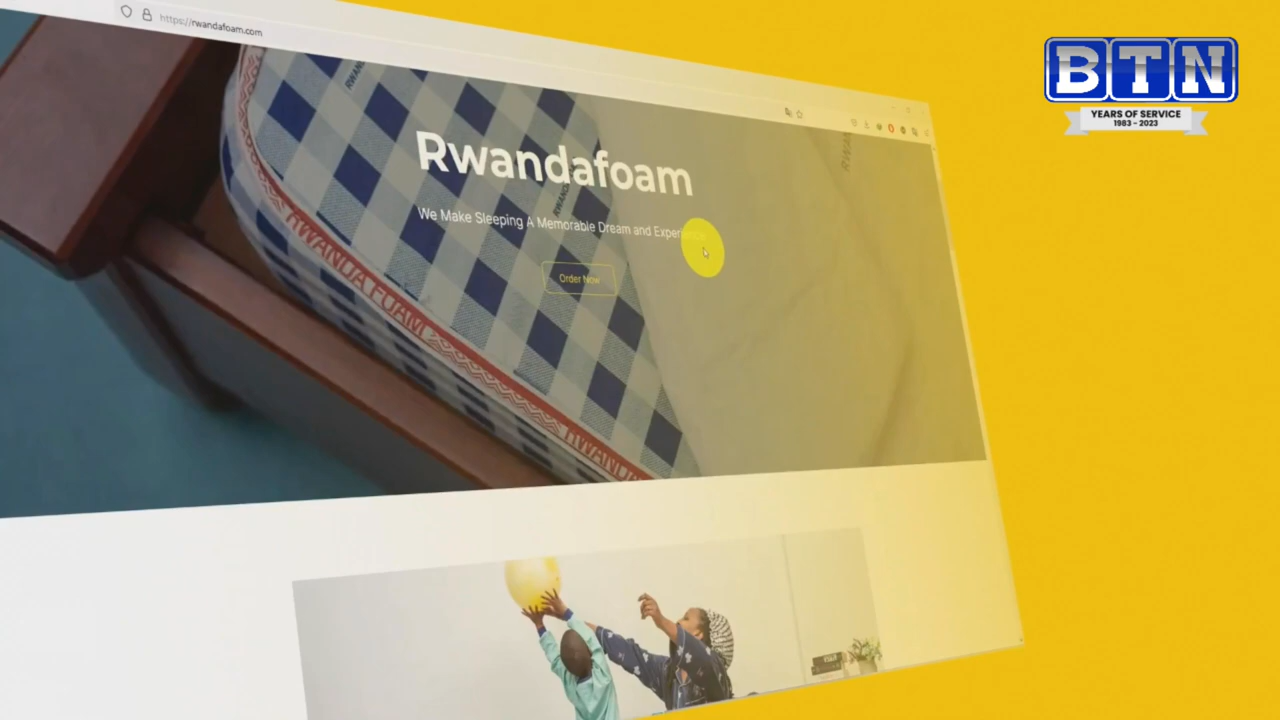 https://rwandafoam.com
BTN
YEARS OF SERVICE
1983 - 2023
Rwandafoam
We Make Sleeping A Memorable Dream and Experience
Order Now
RWANDA FOAM